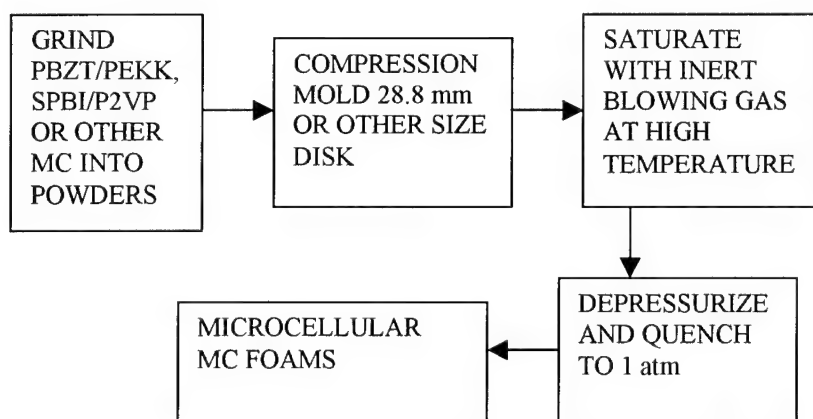 GRIND
PBZT/PEKK,
SPBI/P2VP
OR OTHER
MC INTO
POWDERS
COMPRESSION
MOLD 28.8 mm
OR OTHER SIZE
DISK
SATURATE
WITH INERT
BLOWING GAS
AT HIGH
TEMPERATURE
DEPRESSURIZE
AND QUENCH
TO 1 atm
MICROCELLULAR
MC FOAMS